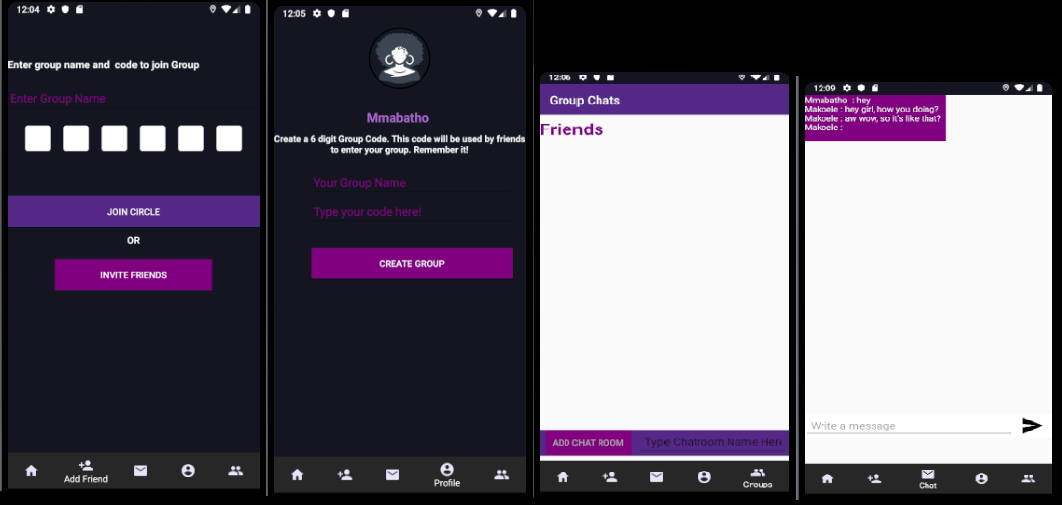 12:04
Enter group name and code to join Group
Enter Group Name
JOIN CIRCLE
OR
INVITE FRIENDS
Add Friend
12:05
Mmabatho
Create a 6 digit Group Code. This code will be used by friends
to enter your group. Remember it!
Your Group Name
Type your code here!
CREATE GROUP
Profile
12:06
Group Chats
Friends
ADD CHAT ROOM
Type Chatroom Name Here
Groups
12:09
Mmabatho : hey
Makoele : hey girl, how you doing?
Makoele : aw wow, so it's like that?
Makoele :
Write a message
Chat